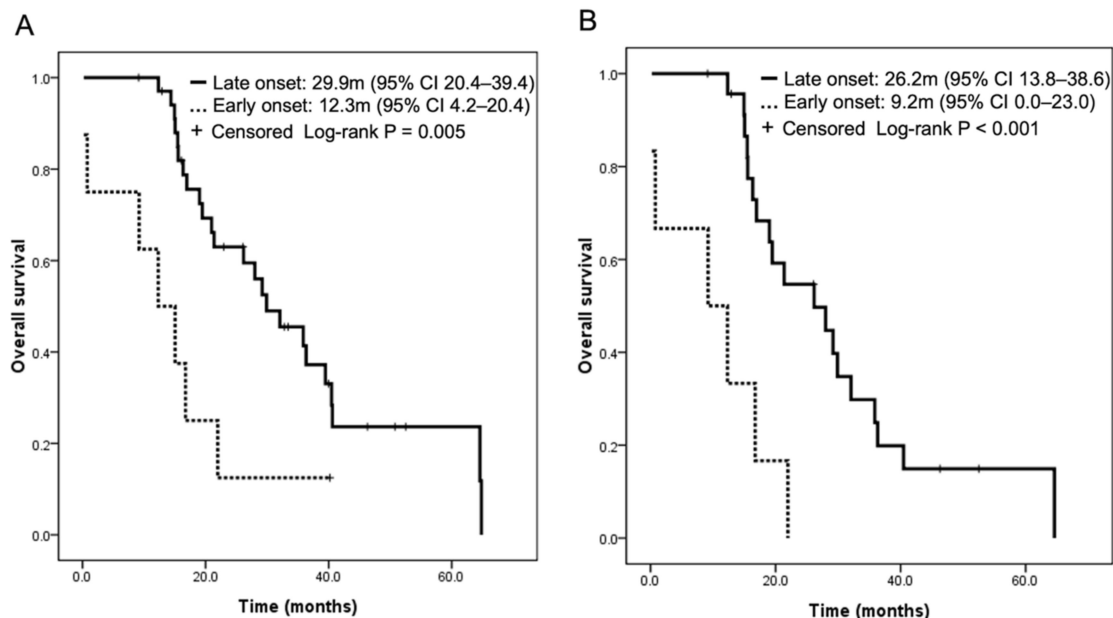 A
Late onset: 29.9m (95% CI 20.4–39.4)
Early onset: 12.3m (95% CI 4.2–20.4)
+ Censored Log-rank P = 0.005
1.0
0.8
0.6
0.4
0.2
0.0
Overall survival
0.0 20.0 40.0 60.0
Time (months)
B
Late onset: 26.2m (95% CI 13.8–38.6)
Early onset: 9.2m (95% CI 0.0–23.0)
+ Censored Log-rank P < 0.001
1.0
0.8
0.6
0.4
0.2
0.0
Overall survival
0.0 20.0 40.0 60.0
Time (months)